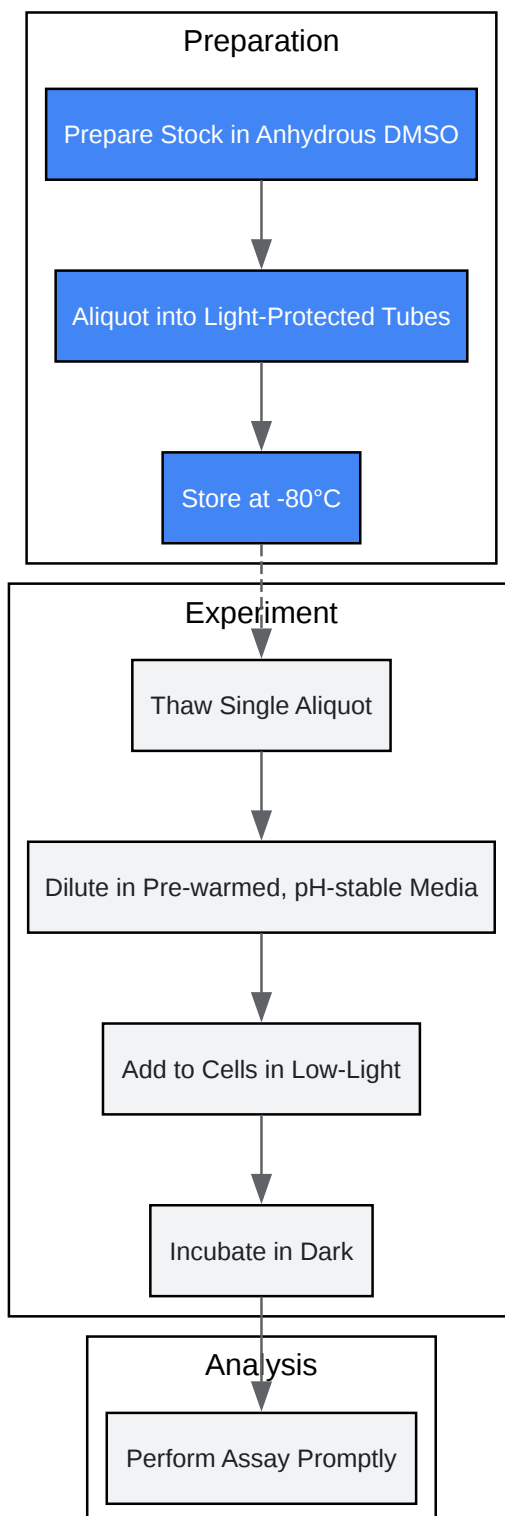 Preparation
Prepare Stock in Anhydrous DMSO
Aliquot into Light-Protected Tubes
Store at -80°C
Experiment
Thaw Single Aliquot
Dilute in Pre-warmed, pH-stable Media
Add to Cells in Low-Light
Incubate in Dark
Analysis
Perform Assay Promptly